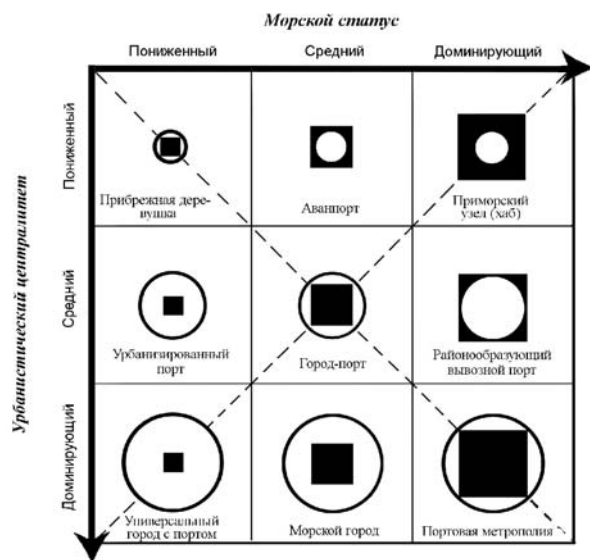 Морской статус
Пониженный Средний Доминирующий
Урбанистический централитет
Пониженный
Прибрежная дере-
вушка
Аванпорт
Приморский
узел (хаб)
Средний
Урбанизированный
порт
Город-порт
Районообразующий
вывозной порт
Доминирующий
Универсальный
город с портом
Морской город
Портовая метрополия